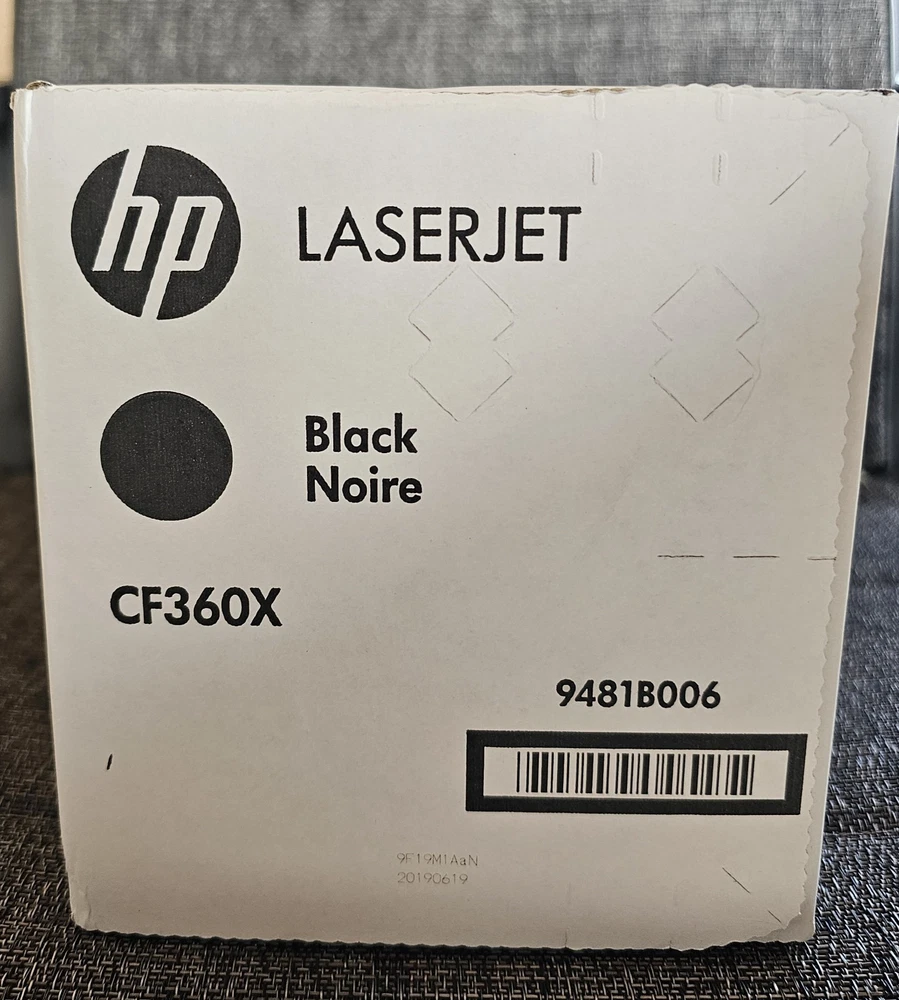 hp
LASERJET
Black
Noire
CF360X
9481B006
9F19M1AaN
20190619